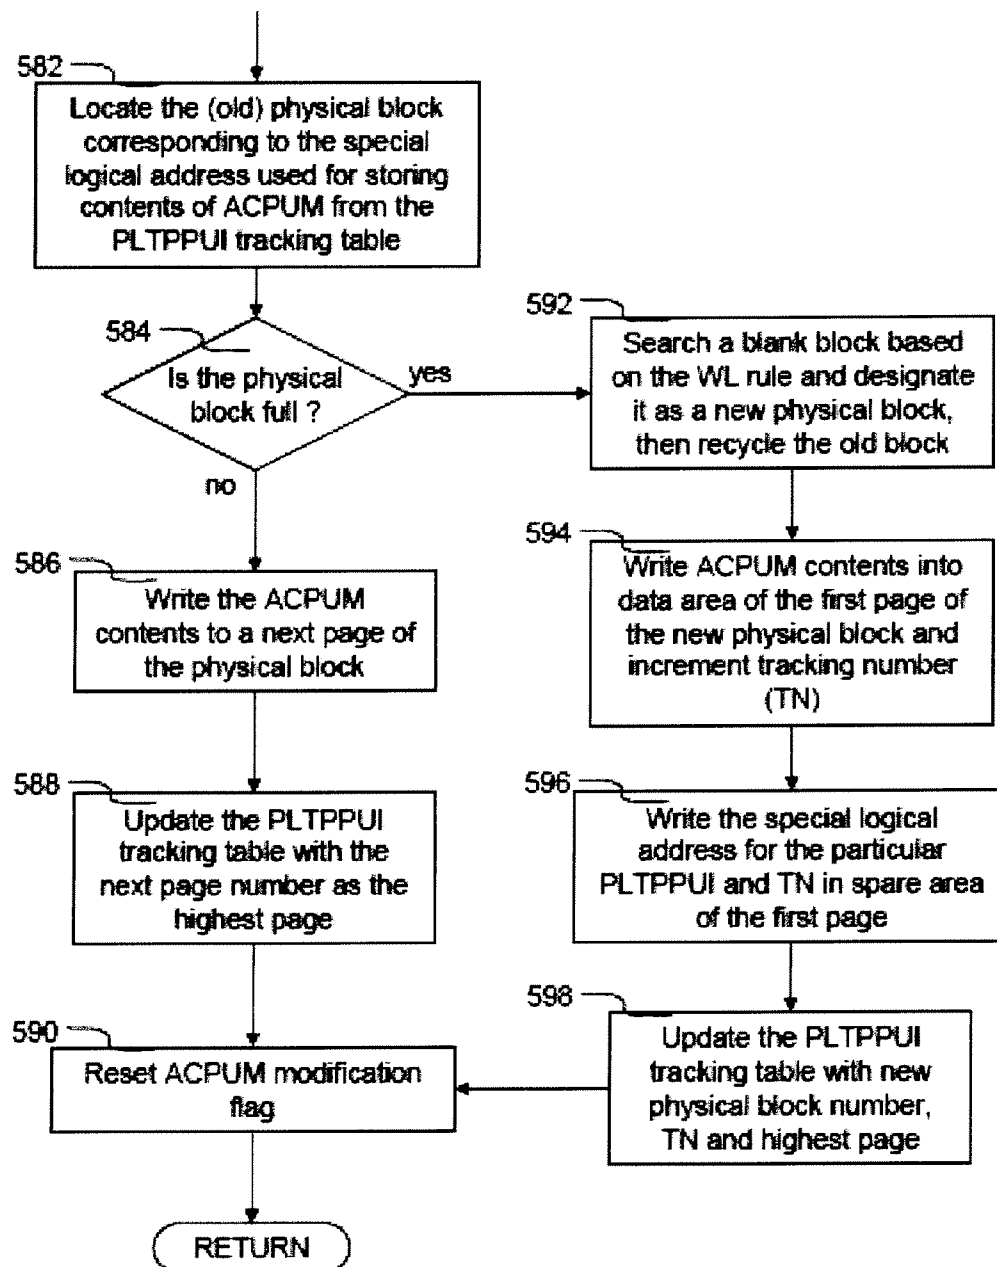 582
Locate the (old) physical block
corresponding to the special
logical address used for storing
contents of ACPUM from the
PLTPPUI tracking table
584
Is the physical
block full ?
yes
no
592
Search a blank block based
on the WL rule and designate
it as a new physical block,
then recycle the old block
586
Write the ACPUM
contents to a next page of
the physical block
594
Write ACPUM contents into
data area of the first page of
the new physical block and
increment tracking number
(TN)
588
Update the PLTPPUI
tracking table with the
next page number as the
highest page
596
Write the special logical
address for the particular
PLTPPUI and TN in spare area
of the first page
590
Reset ACPUM modification
flag
598
Update the PLTPPUI
tracking table with new
physical block number,
TN and highest page
RETURN